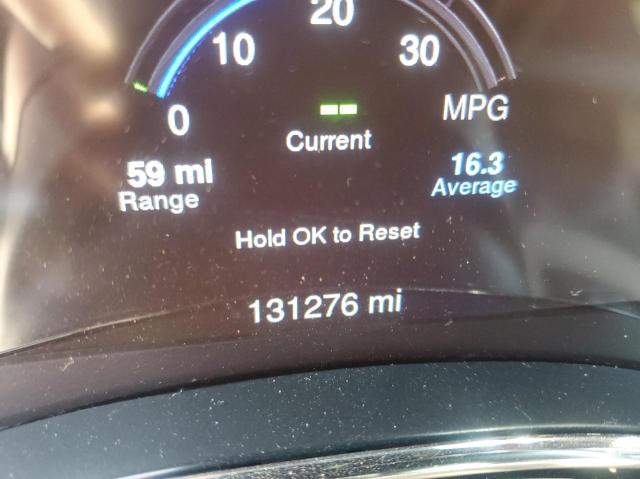 20
10 30
0 MPG
--
Current
59 mi 16.3
Range Average
Hold OK to Reset
131276 mi